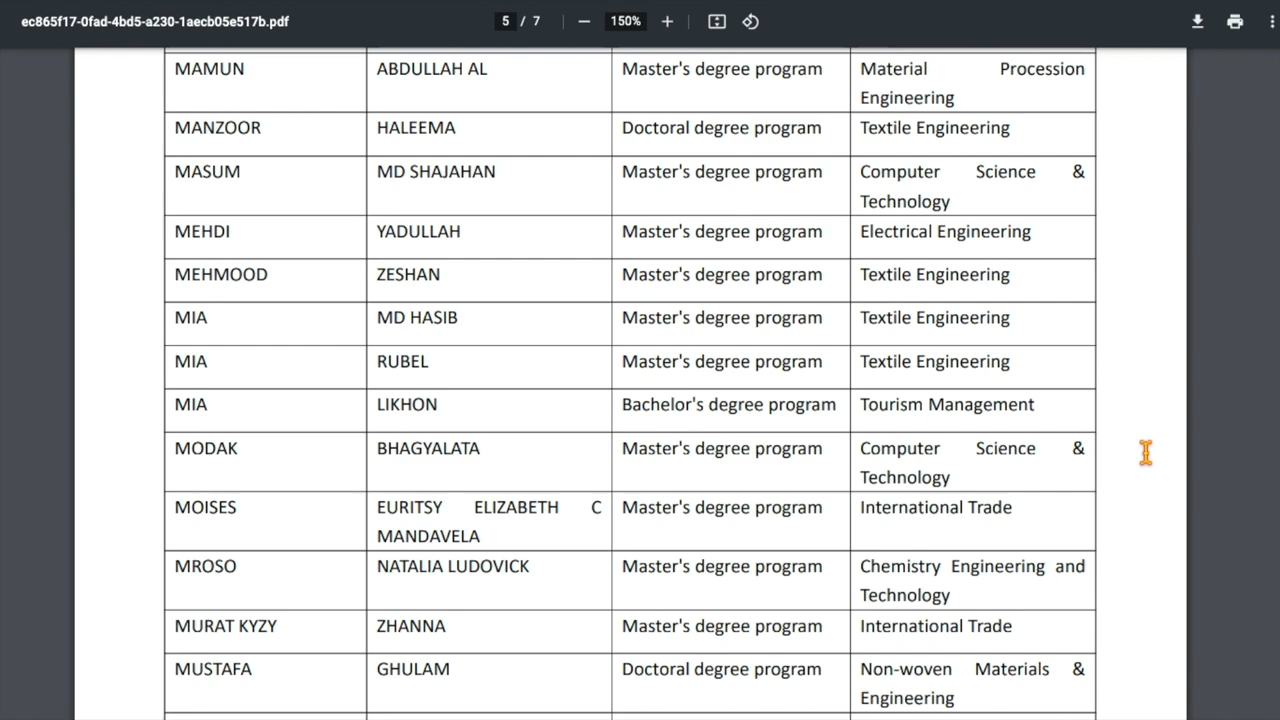 ec865f17-0fad-4bd5-a230-1aecb05e517b.pdf 5 / 7 150%
MAMUN ABDULLAH AL Master's degree program Material Procession
Engineering
MANZOOR HALEEMA Doctoral degree program Textile Engineering
MASUM MD SHAJAHAN Master's degree program Computer Science &
Technology
MEHDI YADULLAH Master's degree program Electrical Engineering
MEHMOOD ZESHAN Master's degree program Textile Engineering
MIA MD HASIB Master's degree program Textile Engineering
MIA RUBEL Master's degree program Textile Engineering
MIA LIKHON Bachelor's degree program Tourism Management
MODAK BHAGYALATA Master's degree program Computer Science &
Technology
MOISES EURITSY ELIZABETH C Master's degree program International Trade
MANDAVELA
MROSO NATALIA LUDOVICK Master's degree program Chemistry Engineering and
Technology
MURAT KYZY ZHANNA Master's degree program International Trade
MUSTAFA GHULAM Doctoral degree program Non-woven Materials &
Engineering